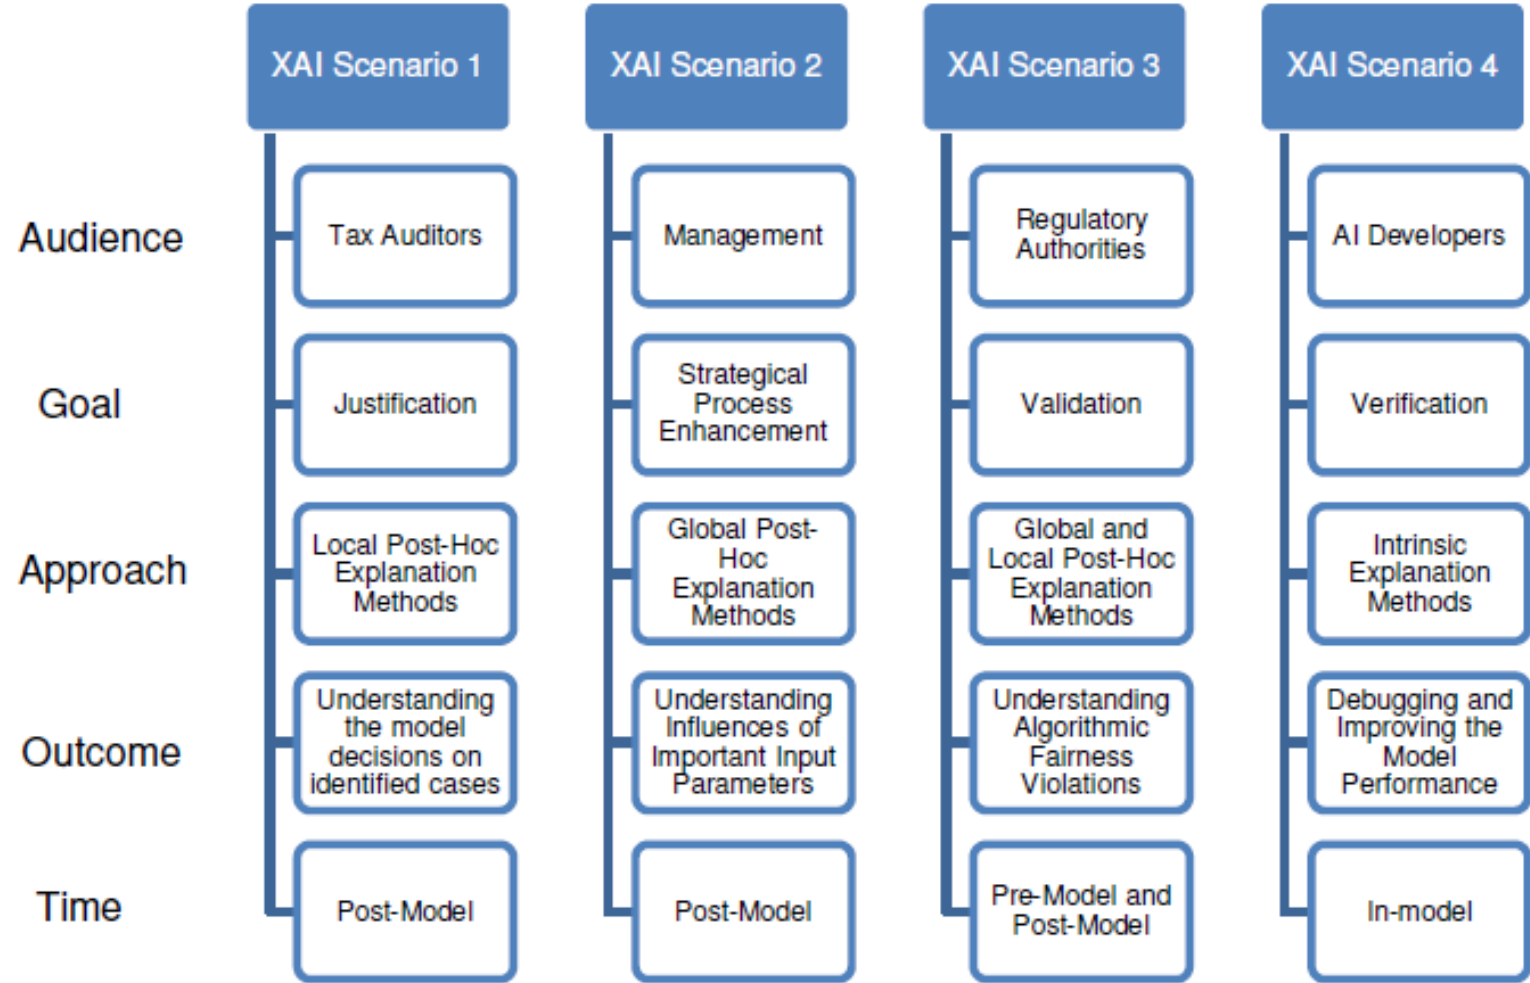 XAI Scenario 1
XAI Scenario 2
XAI Scenario 3
XAI Scenario 4
Audience
Tax Auditors
Management
Regulatory
Authorities
AI Developers
Goal
Justification
Strategical
Process
Enhancement
Validation
Verification
Approach
Local Post-Hoc
Explanation
Methods
Global Post-
Hoc
Explanation
Methods
Global and
Local Post-Hoc
Explanation
Methods
Intrinsic
Explanation
Methods
Outcome
Understanding
the model
decisions on
identified cases
Understanding
Influences of
Important Input
Parameters
Understanding
Algorithmic
Fairness
Violations
Debugging and
Improving the
Model
Performance
Time
Post-Model
Post-Model
Pre-Model and
Post-Model
In-model